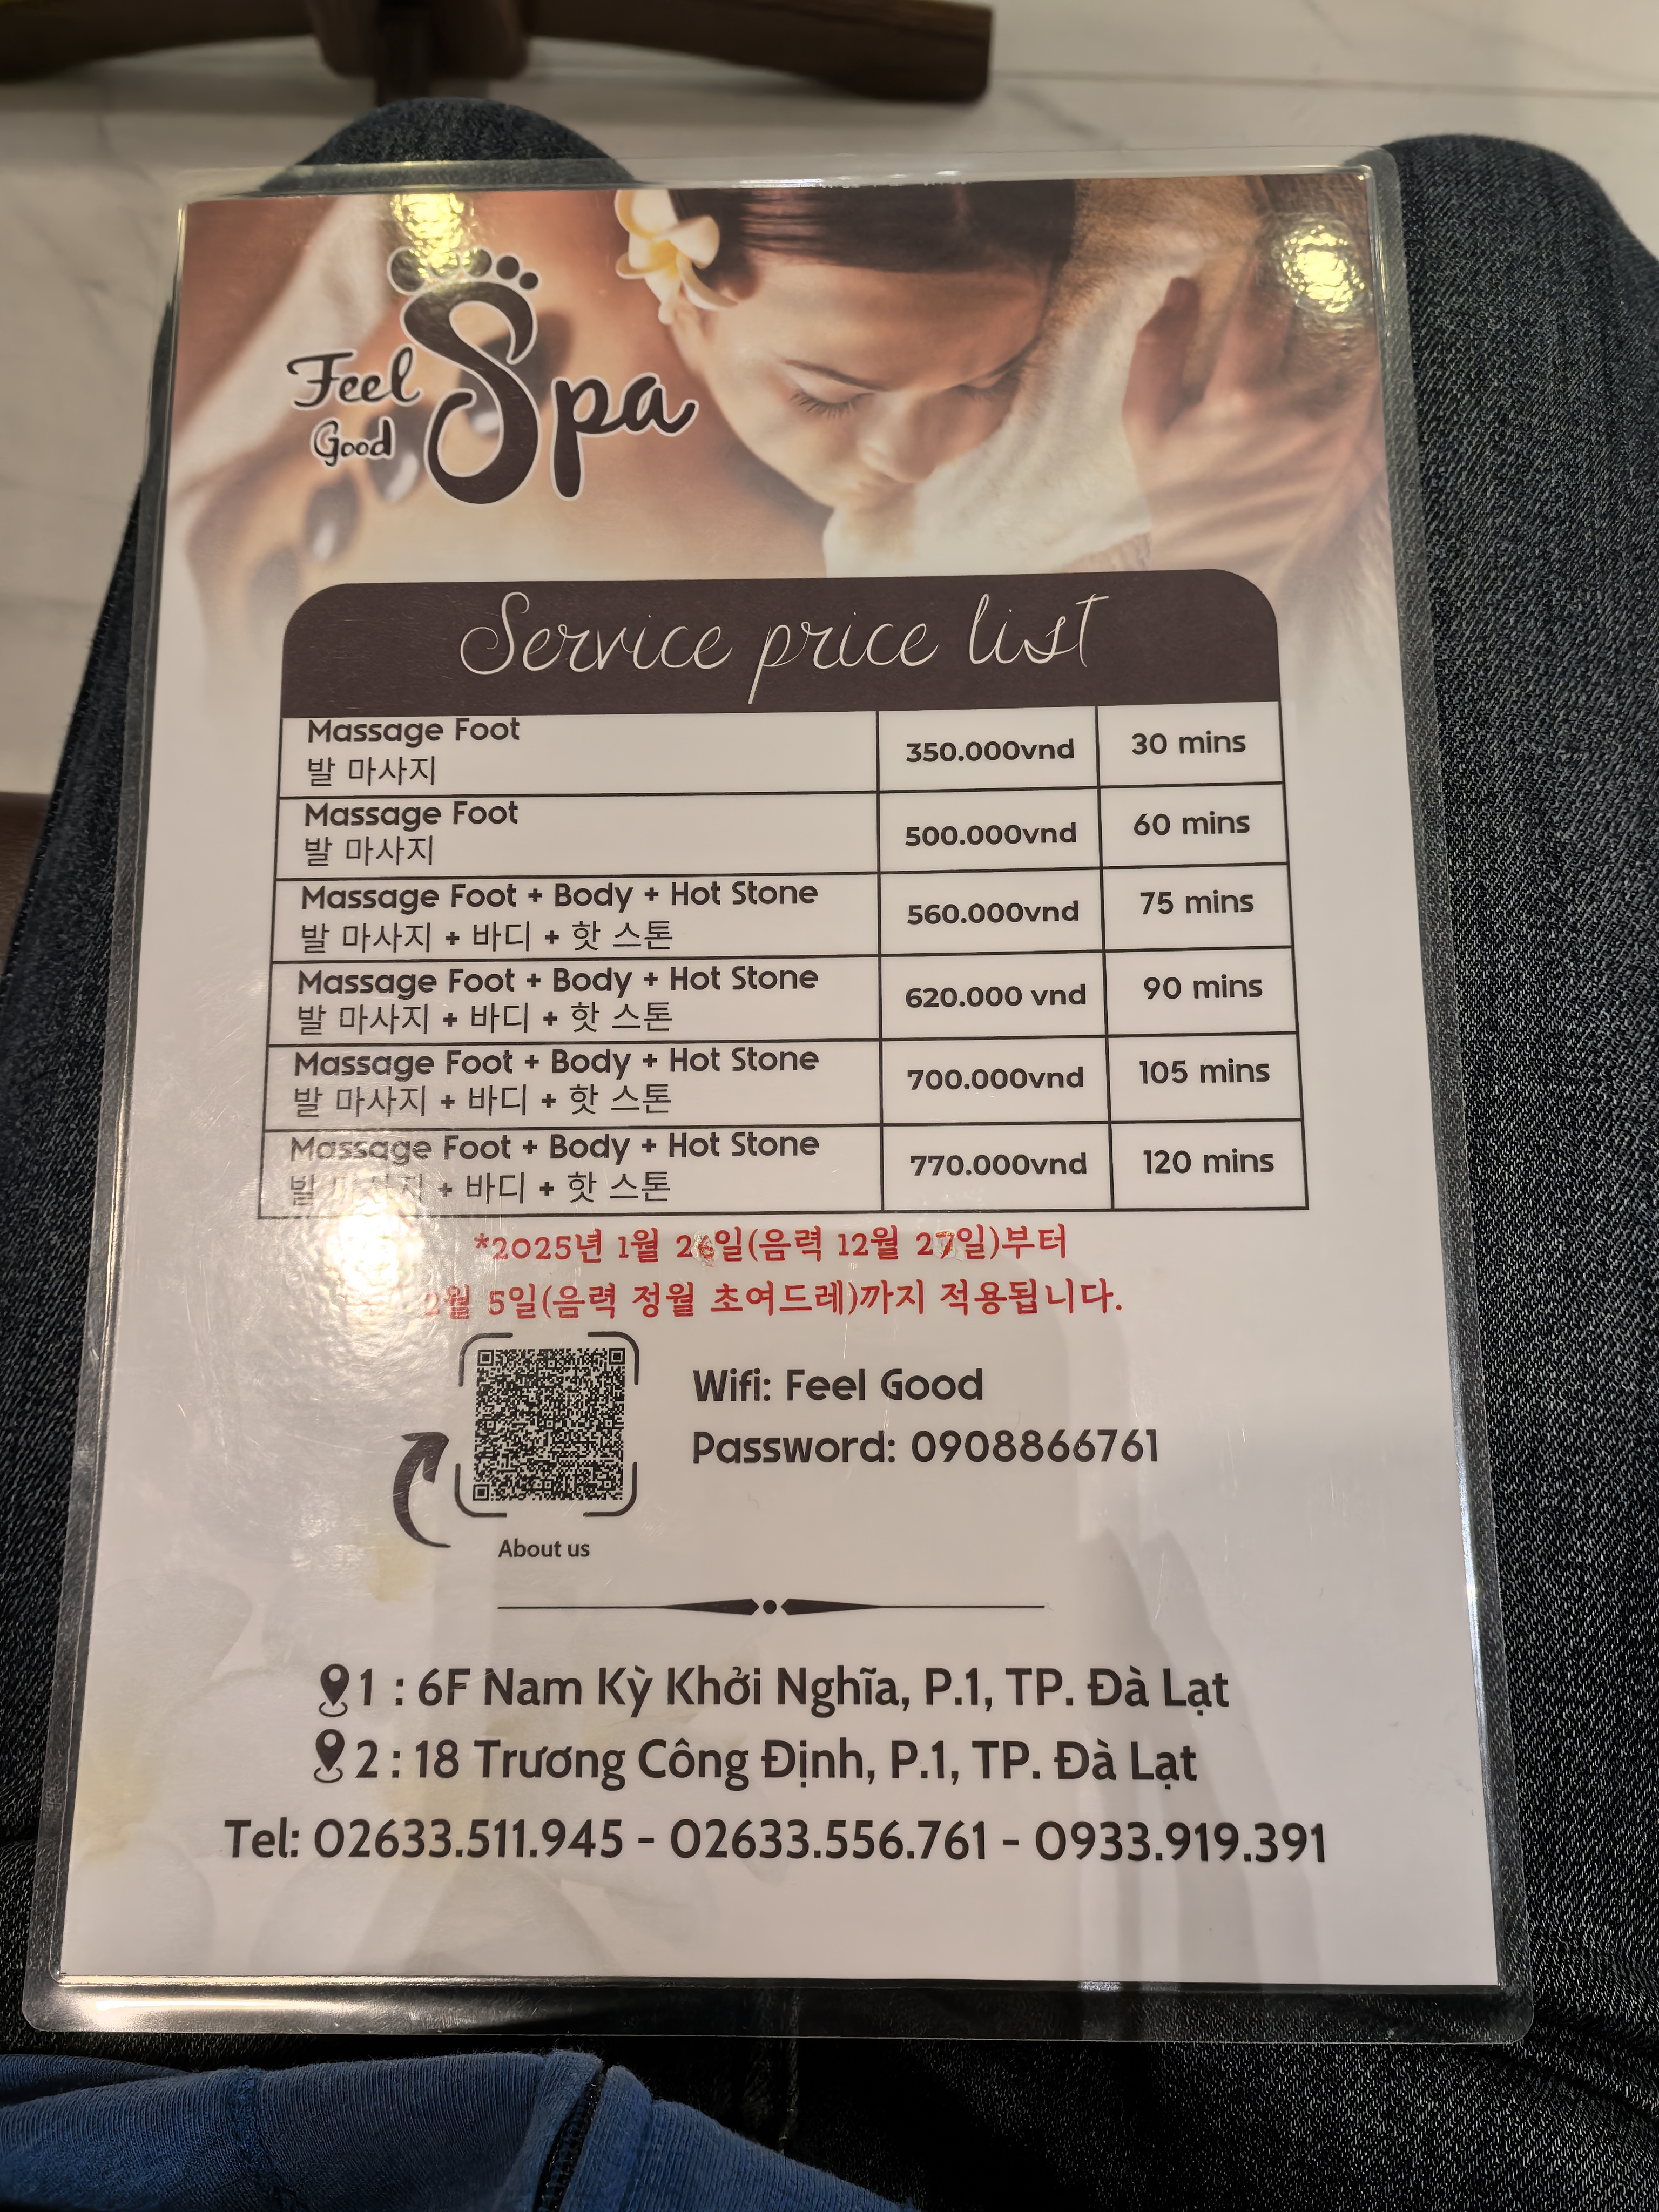 Feel
Good
Spa
Service price list
Massage Foot
발 마사지
350.000vnd
30 mins
Massage Foot
발 마사지
500.000vnd
60 mins
Massage Foot + Body + Hot Stone
발 마사지 + 바디 + 핫 스톤
560.000vnd
75 mins
Massage Foot + Body + Hot Stone
발 마사지 + 바디 + 핫 스톤
620.000 vnd
90 mins
Massage Foot + Body + Hot Stone
발 마사지 + 바디 + 핫 스톤
700.000vnd
105 mins
Massage Foot + Body + Hot Stone
발 마사지 + 바디 + 핫 스톤
770.000vnd
120 mins
*2025년 1월 26일(음력 12월 27일)부터
2월 5일(음력 정월 초여드레)까지 적용됩니다.
Wifi: Feel Good
Password: 0908866761
About us
1 : 6F Nam Kỳ Khởi Nghĩa, P.1, TP. Đà Lạt
2 : 18 Trương Công Định, P.1, TP. Đà Lạt
Tel: 02633.511.945 - 02633.556.761 - 0933.919.391